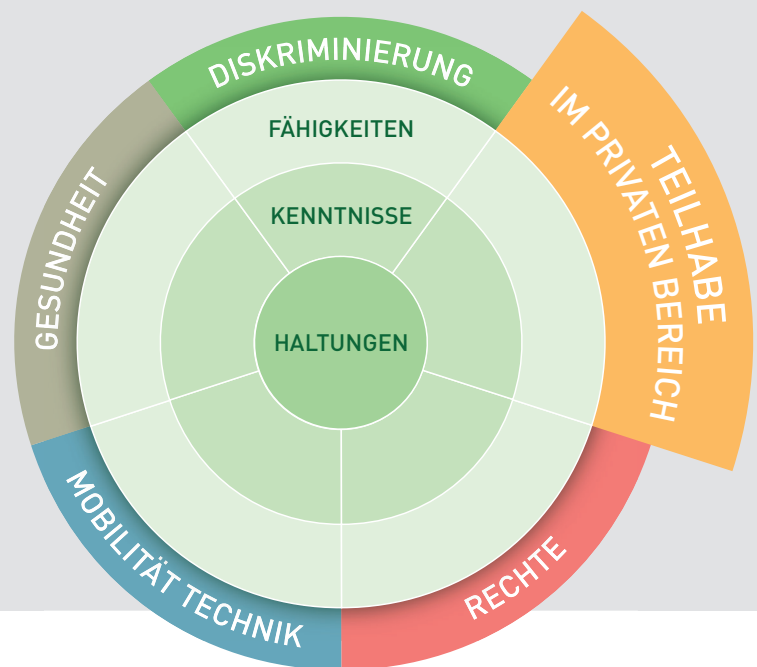 DISKRIMINIERUNG
TEILHABE
IM PRIVATEN BEREICH
RECHTE
MOBILITÄT TECHNIK
GESUNDHEIT
FÄHIGKEITEN
KENNTNISSE
HALTUNGEN